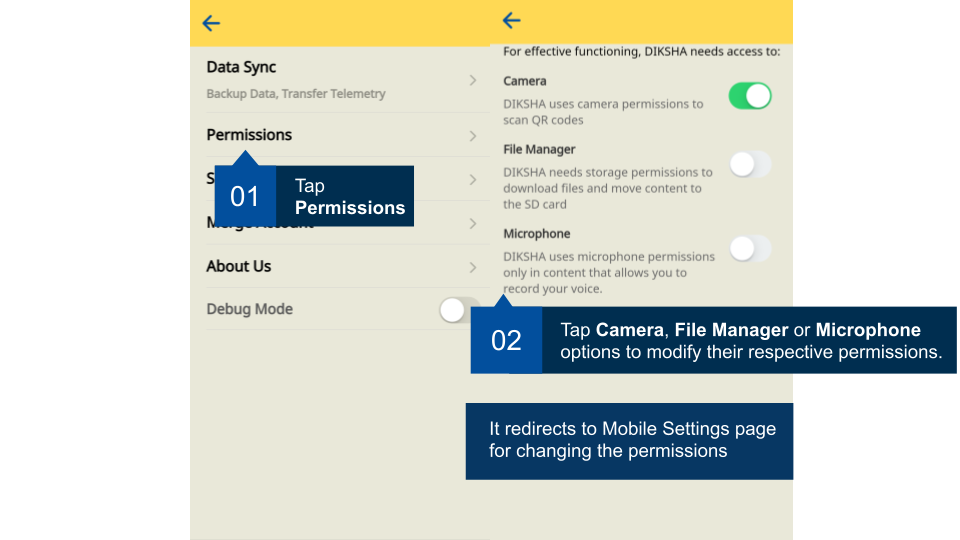 Data Sync
Backup Data, Transfer Telemetry
Permissions
01
Tap
Permissions
About Us
Debug Mode
For effective functioning, DIKSHA needs access to:
Camera
DIKSHA uses camera permissions to
scan QR codes
File Manager
DIKSHA needs storage permissions to
download files and move content to
the SD card
Microphone
DIKSHA uses microphone permissions
only in content that allows you to
record your voice.
02
Tap Camera, File Manager or Microphone
options to modify their respective permissions.
It redirects to Mobile Settings page
for changing the permissions